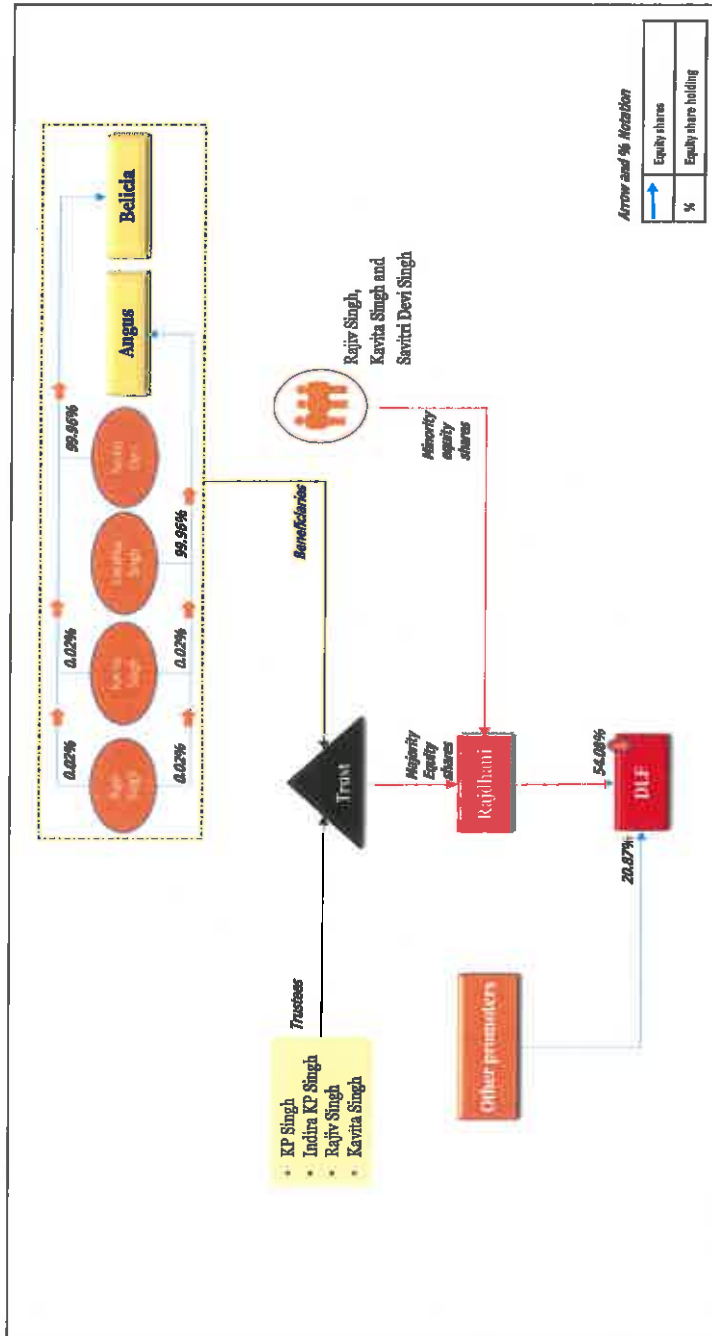 99.96%
0.02%
0.02%
Belicia
Angus
Kavita
Singh
Singh
99.96%
0.02%
0.02%
Beneficiaries
Rajiv Singh,
Kavita Singh and
Savitri Devi Singh
Trustees
• KP Singh
• Indira KP Singh
• Rajiv Singh
• Kavita Singh
Trust
Majority
Equity
shares
Minority
equity
shares
Rajdhani
Other promoters
54.08%
20.87%
DLF
Arrow and % Notation
Equity shares
% Equity share holding